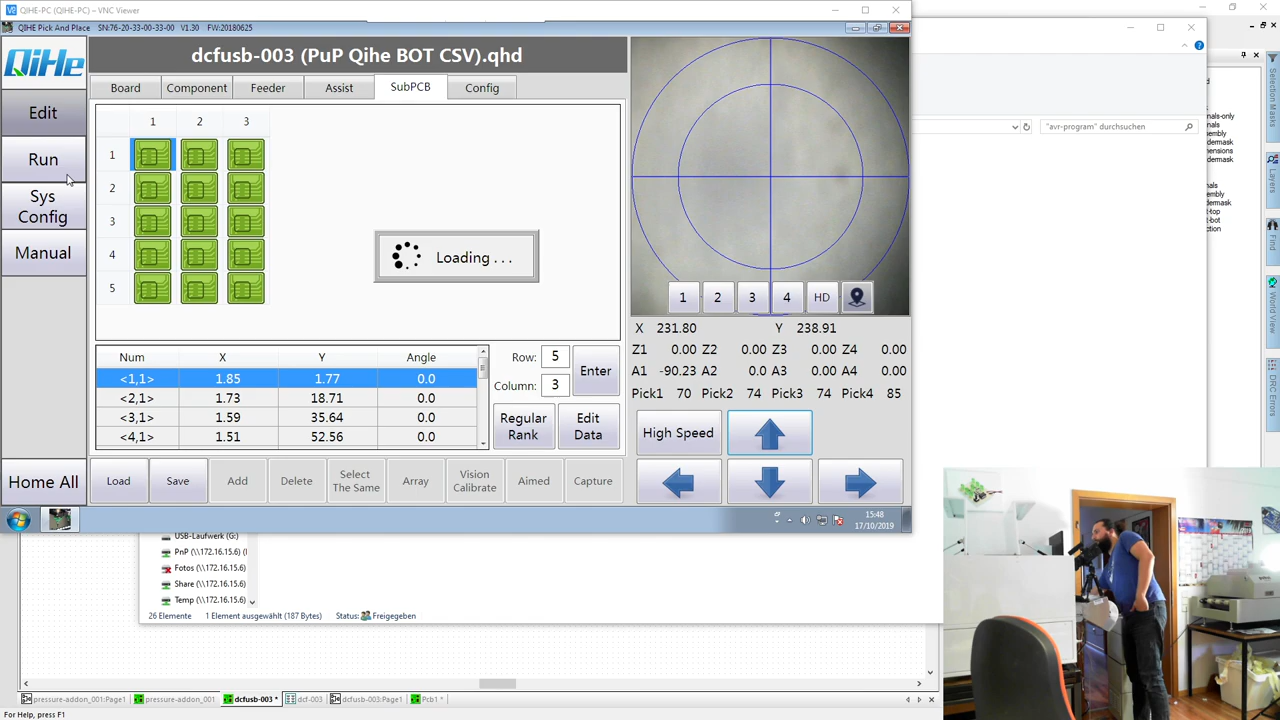 QIHE-PC (QIHE-PC) - VNC Viewer
QIHE Pick And Place SN:76-20-33-00-33-00 V1.30 FW:20180625
QiHe
dcfusb-003 (PuP Qihe BOT CSV).qhd
Board Component Feeder Assist SubPCB Config
Edit
Run
Sys
Config
Manual
Home All
1 2 3
1
2
3
4
5
Loading . . .
Num X Y Angle
<1,1> 1.85 1.77 0.0
<2,1> 1.73 18.71 0.0
<3,1> 1.59 35.64 0.0
<4,1> 1.51 52.56 0.0
Row: 5
Column: 3
Enter
Regular
Rank
Edit
Data
Load Save Add Delete Select
The Same Array Vision
Calibrate Aimed Capture
1 2 3 4 HD
X 231.80 Y 238.91
Z1 0.00 Z2 0.00 Z3 0.00 Z4 0.00
A1 -90.23 A2 0.0 A3 0.00 A4 0.00
Pick1 70 Pick2 74 Pick3 74 Pick4 85
High Speed
15:48
17/10/2019
"avr-program" durchsuchen
Selection Masks
Layers
Find
World View
DRC Errors
USB-Laufwerk (G:)
PnP (\\172.16.15.6) (I
Fotos (\\172.16.15.6)
Share (\\172.16.15.6)
Temp (\\172.16.15.6)
26 Elemente 1 Element ausgewählt (187 Bytes) Status: Freigegeben
pressure-addon_001:Page1 pressure-addon_001 dcfusb-003 * dcf-003 dcfusb-003:Page1 Pcb1 *
For Help, press F1